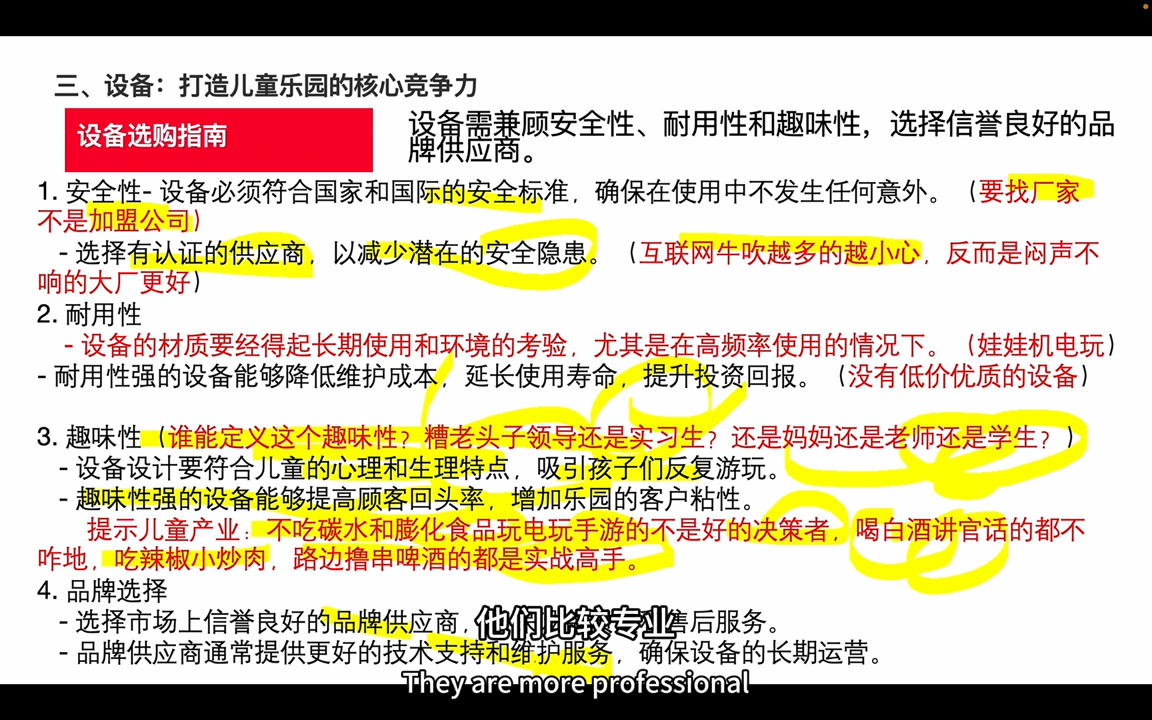 三、设备：打造儿童乐园的核心竞争力
设备选购指南
设备需兼顾安全性、耐用性和趣味性，选择信誉良好的品
牌供应商。
1. 安全性- 设备必须符合国家和国际的安全标准，确保在使用中不发生任何意外。（要找厂家
不是加盟公司）
- 选择有认证的供应商，以减少潜在的安全隐患。（互联网牛吹越多的越小心，反而是闷声不
响的大厂更好）
2. 耐用性
- 设备的材质要经得起长期使用和环境的考验，尤其是在高频率使用的情况下。（娃娃机电玩）
- 耐用性强的设备能够降低维护成本，延长使用寿命，提升投资回报。（没有低价优质的设备）
3. 趣味性（谁能定义这个趣味性？糟老头子领导还是实习生？还是妈妈还是老师还是学生？）
- 设备设计要符合儿童的心理和生理特点，吸引孩子们反复游玩。
- 趣味性强的设备能够提高顾客回头率，增加乐园的客户粘性。
提示儿童产业：不吃碳水和膨化食品玩电玩手游的不是好的决策者，喝白酒讲官话的都不
咋地，吃辣椒小炒肉，路边撸串啤酒的都是实战高手。
4. 品牌选择
- 选择市场上信誉良好的品牌供应商，售后服务。
他们比较专业
- 品牌供应商通常提供更好的技术支持和维护服务，确保设备的长期运营。
They are more professional